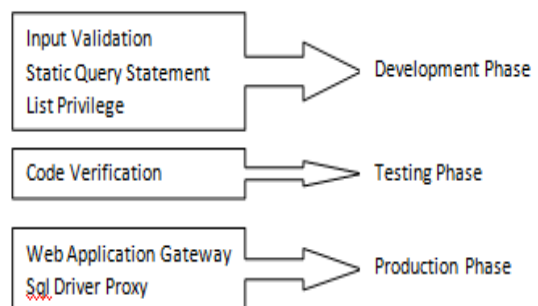 Input Validation
Static Query Statement
List Privilege
Development Phase
Code Verification
Testing Phase
Web Application Gateway
Sql Driver Proxy
Production Phase